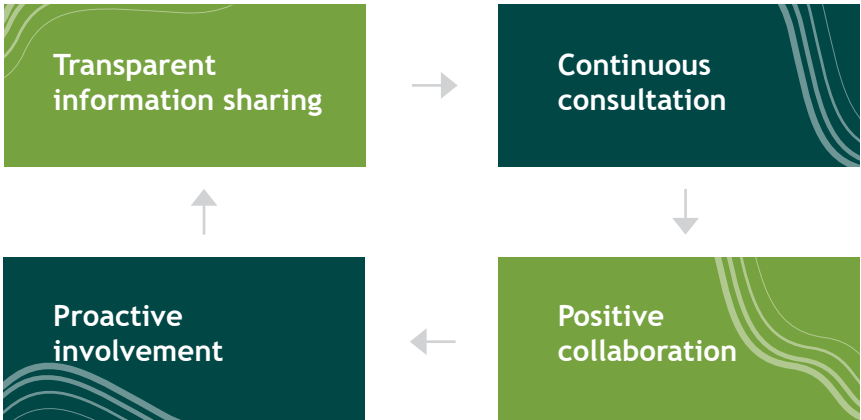 Transparent
information sharing
Continuous
consultation
Proactive
involvement
Positive
collaboration